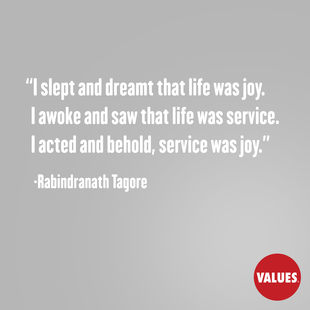 “I slept and dreamt that life was joy.
I awoke and saw that life was service.
I acted and behold, service was joy.”
-Rabindranath Tagore
VALUES.